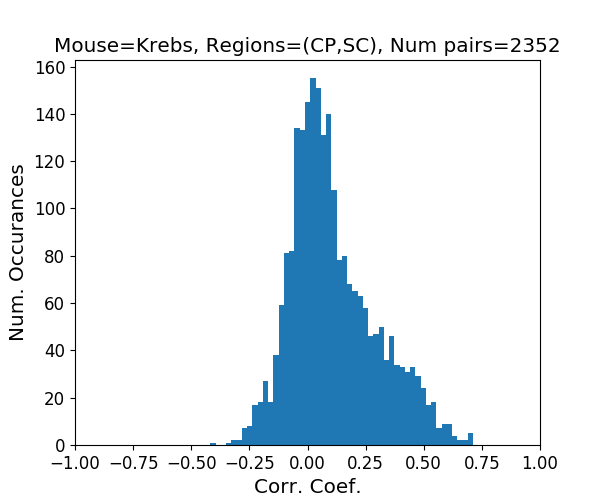 Mouse=Krebs, Regions=(CP,SC), Num pairs=2352
160
140
120
100
80
60
40
20
0
Num. Occurances
−1.00 −0.75 −0.50 −0.25 0.00 0.25 0.50 0.75 1.00
Corr. Coef.